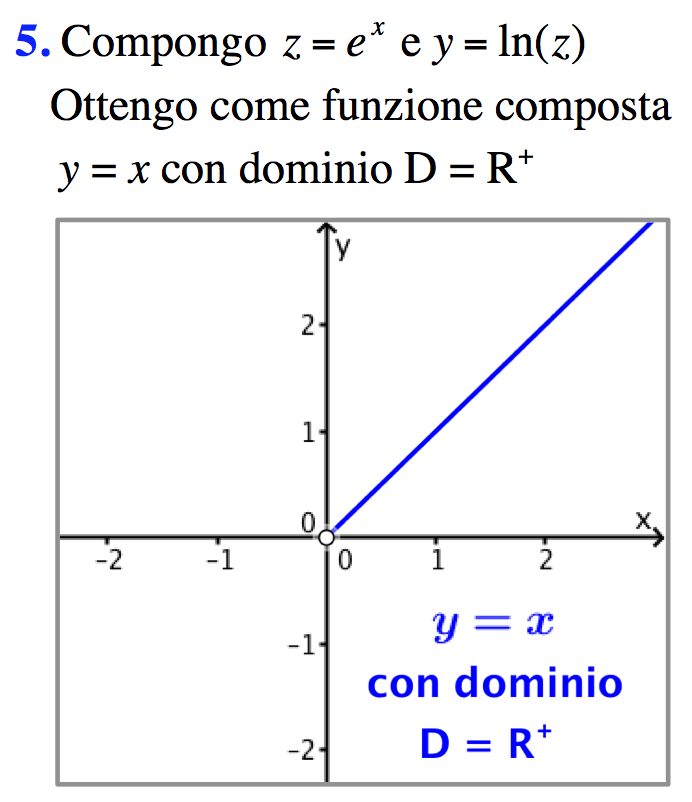 5. Compongo z = eˣ e y = ln(z)
Ottengo come funzione composta
y = x con dominio D = R⁺
y
2
1
0
x
-2 -1 0 1 2
-1
y = x
con dominio
-2
D = R⁺